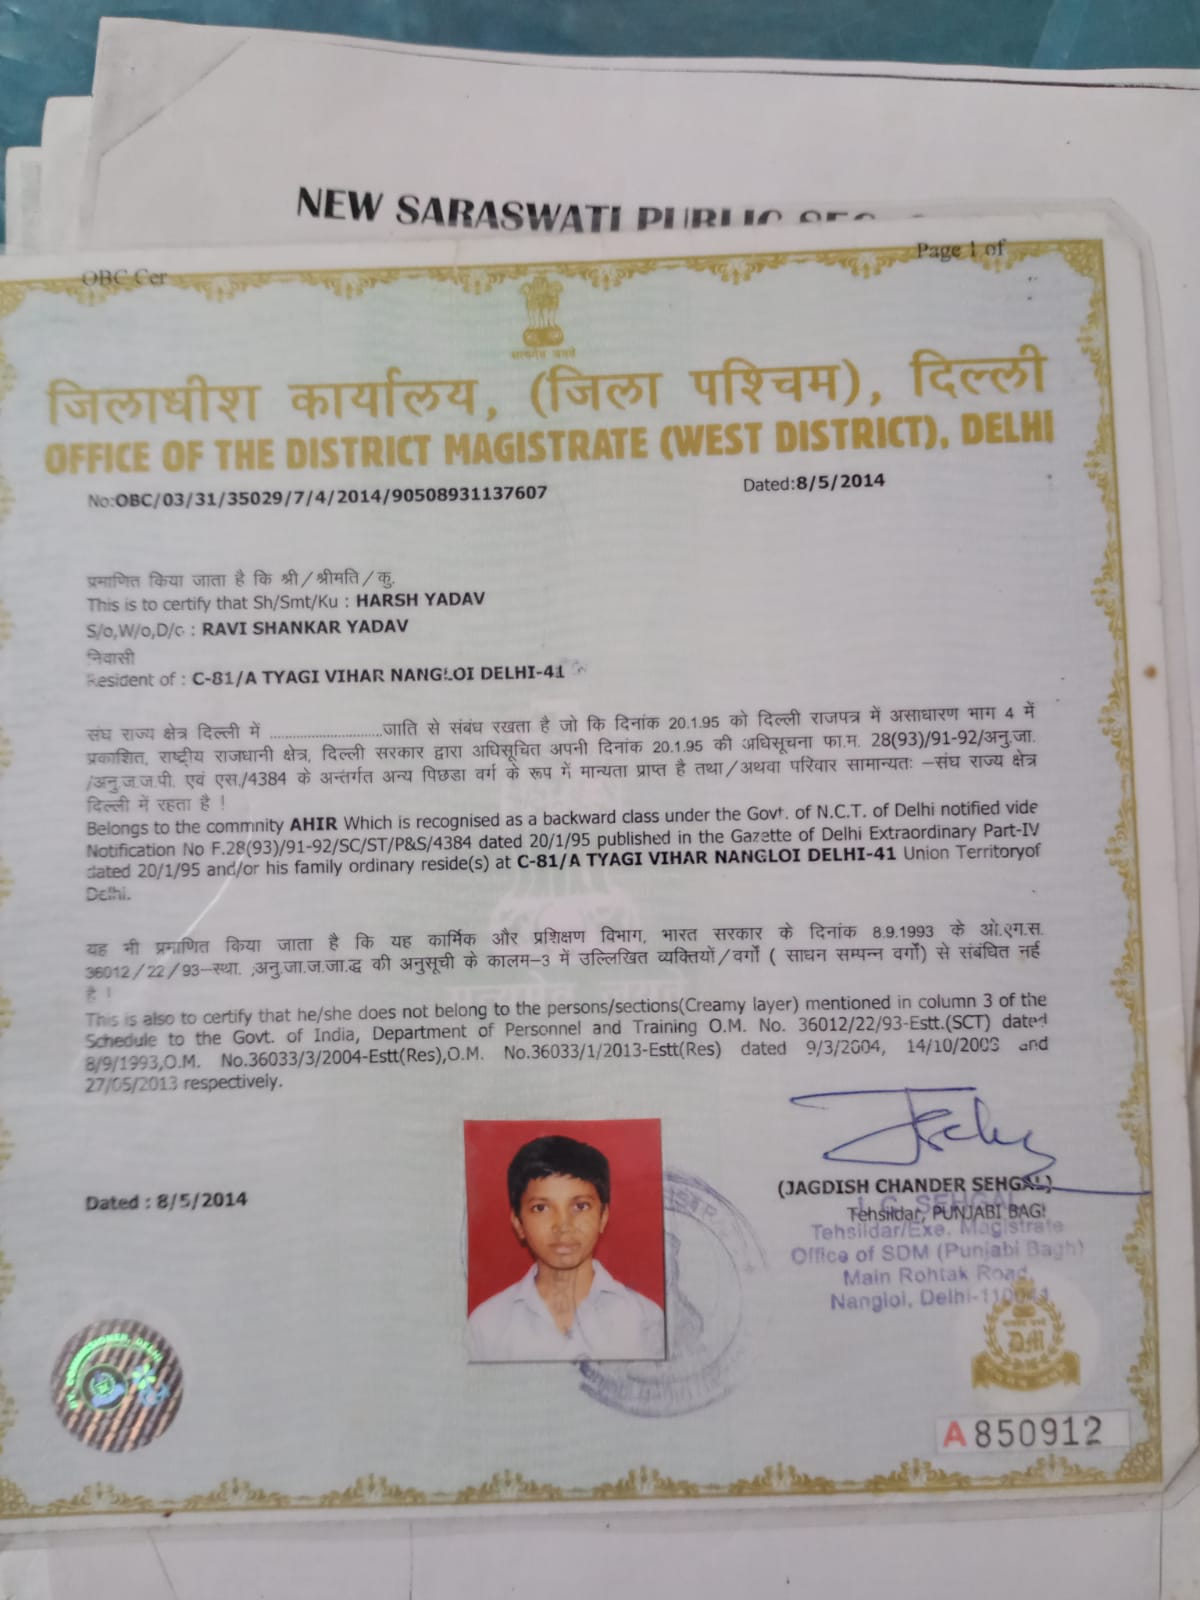 NEW SARASWATI PUBLIC SEC
OBC Cer
Page 1 of
सत्यमेव जयते
जिलाधीश कार्यालय, (जिला पश्चिम), दिल्ली
OFFICE OF THE DISTRICT MAGISTRATE (WEST DISTRICT), DELHI
No:OBC/03/31/35029/7/4/2014/90508931137607
Dated:8/5/2014
प्रमाणित किया जाता है कि श्री/श्रीमति/कु.
This is to certify that Sh/Smt/Ku : HARSH YADAV
S/o,W/o,D/o : RAVI SHANKAR YADAV
निवासी
Resident of : C-81/A TYAGI VIHAR NANGLOI DELHI-41
संघ राज्य क्षेत्र दिल्ली में ..............................जाति से संबंध रखता है जो कि दिनांक 20.1.95 को दिल्ली राजपत्र में असाधारण भाग 4 में
प्रकाशित, राष्ट्रीय राजधानी क्षेत्र, दिल्ली सरकार द्वारा अधिसूचित अपनी दिनांक 20.1.95 की अधिसूचना फा.म. 28(93)/91-92/अनु.जा.
/अनु.ज.ज.पी. एवं एस./4384 के अन्तर्गत अन्य पिछडा वर्ग के रूप में मान्यता प्राप्त है तथा/अथवा परिवार सामान्यतः –संघ राज्य क्षेत्र
दिल्ली में रहता है !
Belongs to the commnity AHIR Which is recognised as a backward class under the Govt. of N.C.T. of Delhi notified vide
Notification No F.28(93)/91-92/SC/ST/P&S/4384 dated 20/1/95 published in the Gazette of Delhi Extraordinary Part-IV
dated 20/1/95 and/or his family ordinary reside(s) at C-81/A TYAGI VIHAR NANGLOI DELHI-41 Union Territoryof
Delhi.
यह भी प्रमाणित किया जाता है कि यह कार्मिक और प्रशिक्षण विभाग, भारत सरकार के दिनांक 8.9.1993 के ओ.एग.स.
36012/22/93–स्था. ,अनु.जा.ज.जा.द्ध की अनुसूची के कालम-3 में उल्लिखित व्यक्तियों/वर्गो ( साधन सम्पन्न वर्गो) से संबंधित नहं
है !
This is also to certify that he/she does not belong to the persons/sections(Creamy layer) mentioned in column 3 of the
Schedule to the Govt. of India, Department of Personnel and Training O.M. No. 36012/22/93-Estt.(SCT) dated
8/9/1993,O.M. No.36033/3/2004-Estt(Res),O.M. No.36033/1/2013-Estt(Res) dated 9/3/2004, 14/10/2008 and
27/05/2013 respectively.
Dated : 8/5/2014
(JAGDISH CHANDER SEHGAL)
Tehsildar, PUNJABI BAGH
J. C. SEHGAL
Tehsildar/Exe. Magistrate
Office of SDM (Punjabi Bagh)
Main Rohtak Road,
Nangloi, Delhi-110041
DM
A850912